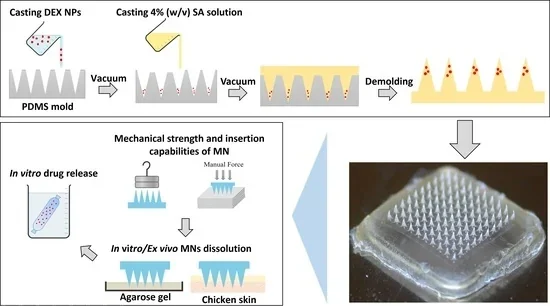 Casting DEX NPs
Casting 4% (w/v) SA solution
Vacuum
Vacuum
Demolding
PDMS mold
Mechanical strength and insertion
capabilities of MN
Manual Force
In vitro drug release
In vitro/Ex vivo MNs dissolution
Agarose gel
Chicken skin